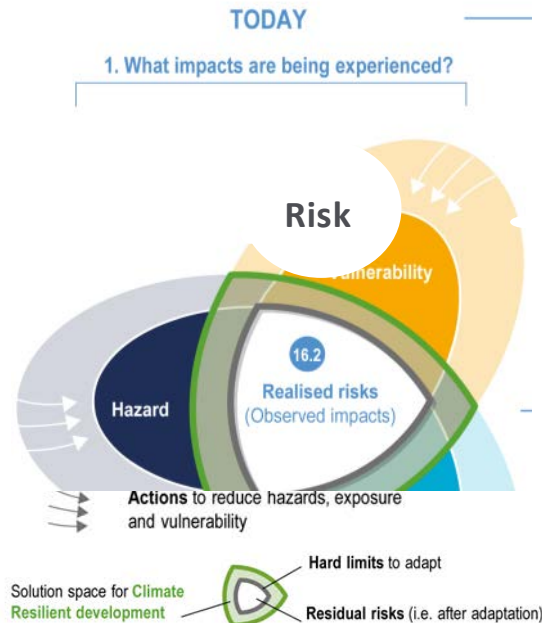 TODAY
1. What impacts are being experienced?
Risk
Vulnerability
16.2
Realised risks
(Observed impacts)
Hazard
Actions to reduce hazards, exposure
and vulnerability
Hard limits to adapt
Solution space for Climate
Resilient development
Residual risks (i.e. after adaptation)